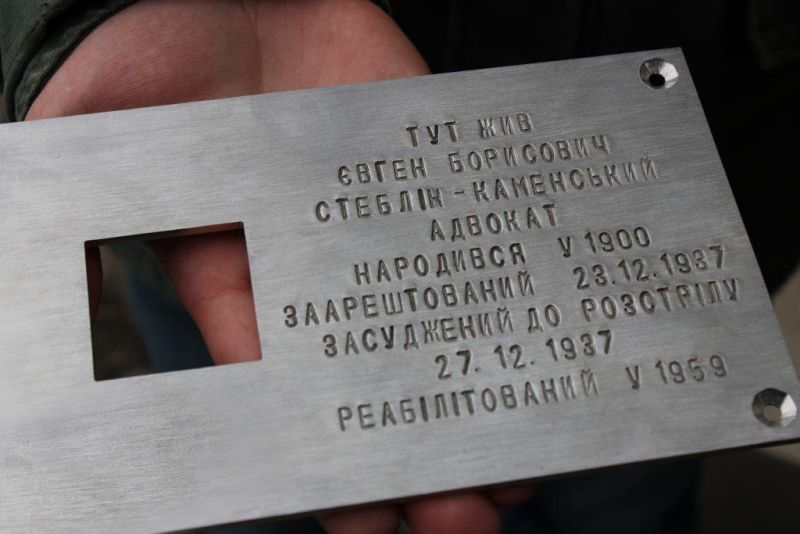 ТУТ ЖИВ
ЄВГЕН БОРИСОВИЧ
СТЕБЛІН-КАМЕНСЬКИЙ
АДВОКАТ
НАРОДИВСЯ У 1900
ЗААРЕШТОВАНИЙ 23.12.1937
ЗАСУДЖЕНИЙ ДО РОЗСТРІЛУ
27.12.1937
РЕАБІЛІТОВАНИЙ У 1959